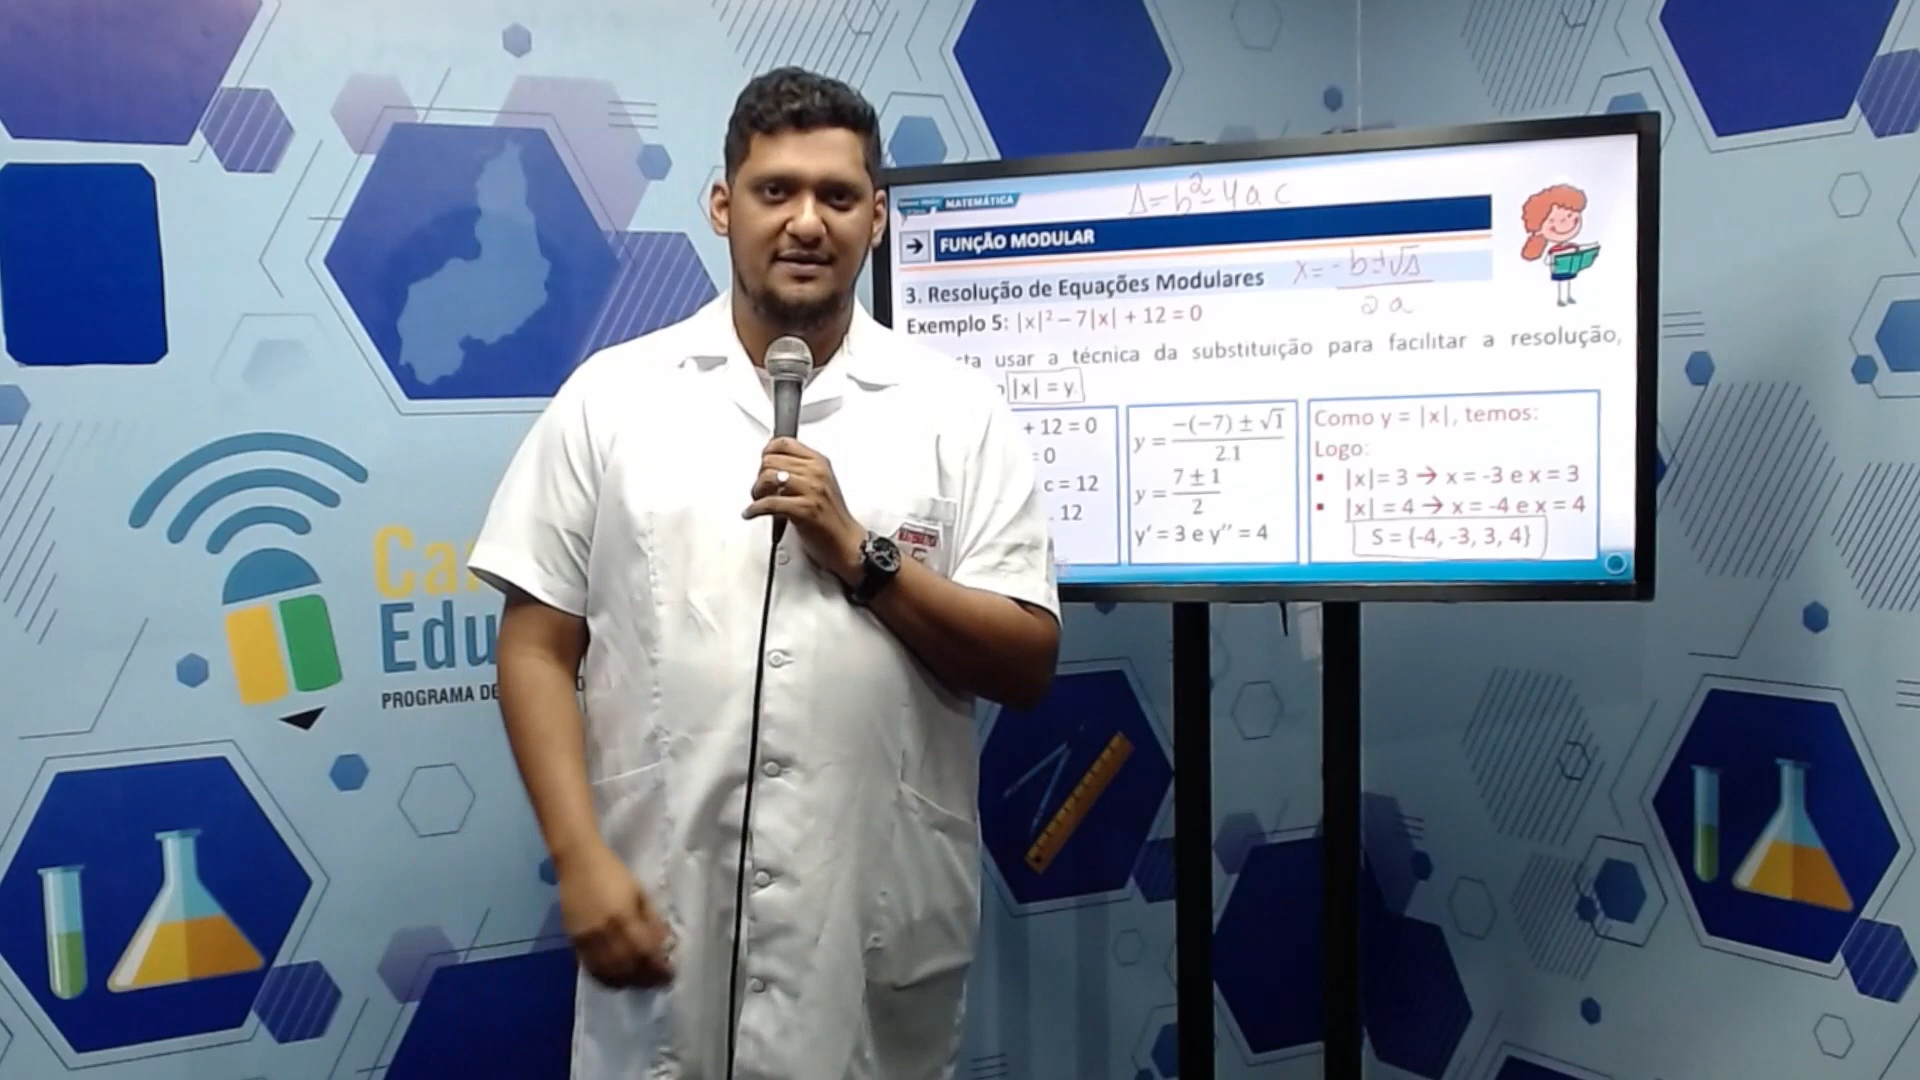 MATEMÁTICA
Δ=b²-4ac
FUNÇÃO MODULAR
3. Resolução de Equações Modulares
x = -b±√Δ
2a
Exemplo 5: |x|² – 7|x| + 12 = 0
usar a técnica da substituição para facilitar a resolução,
|x| = y.
+ 12 = 0
= 0
c = 12
. 12
y = −(−7) ± √1
2.1
y = 7 ± 1
2
y' = 3 e y'' = 4
Como y = |x|, temos:
Logo:
▪ |x|= 3 → x = -3 e x = 3
▪ |x| = 4 → x = -4 e x = 4
S = {-4, -3, 3, 4}
Edu
PROGRAMA DE
MATEMÁTICA